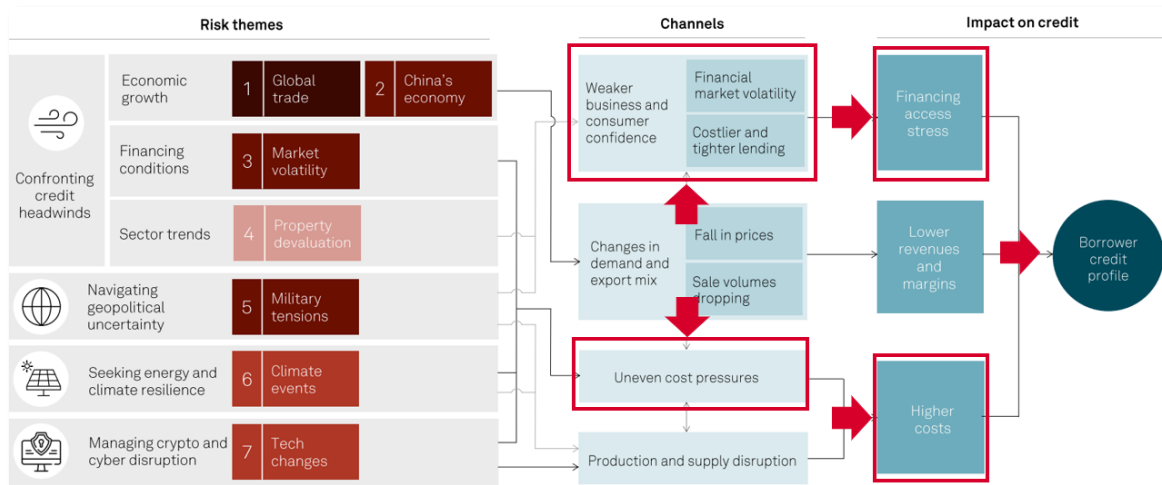 Risk themes
Channels
Impact on credit
Confronting
credit
headwinds
Economic
growth
1
Global
trade
2
China's
economy
Financing
conditions
3
Market
volatility
Sector trends
4
Property
devaluation
Navigating
geopolitical
uncertainty
5
Military
tensions
Seeking energy and
climate resilience
6
Climate
events
Managing crypto and
cyber disruption
7
Tech
changes
Weaker
business and
consumer
confidence
Financial
market volatility
Costlier and
tighter lending
Changes in
demand and
export mix
Fall in prices
Sale volumes
dropping
Uneven cost pressures
Production and supply disruption
Financing
access
stress
Lower
revenues
and
margins
Higher
costs
Borrower
credit
profile